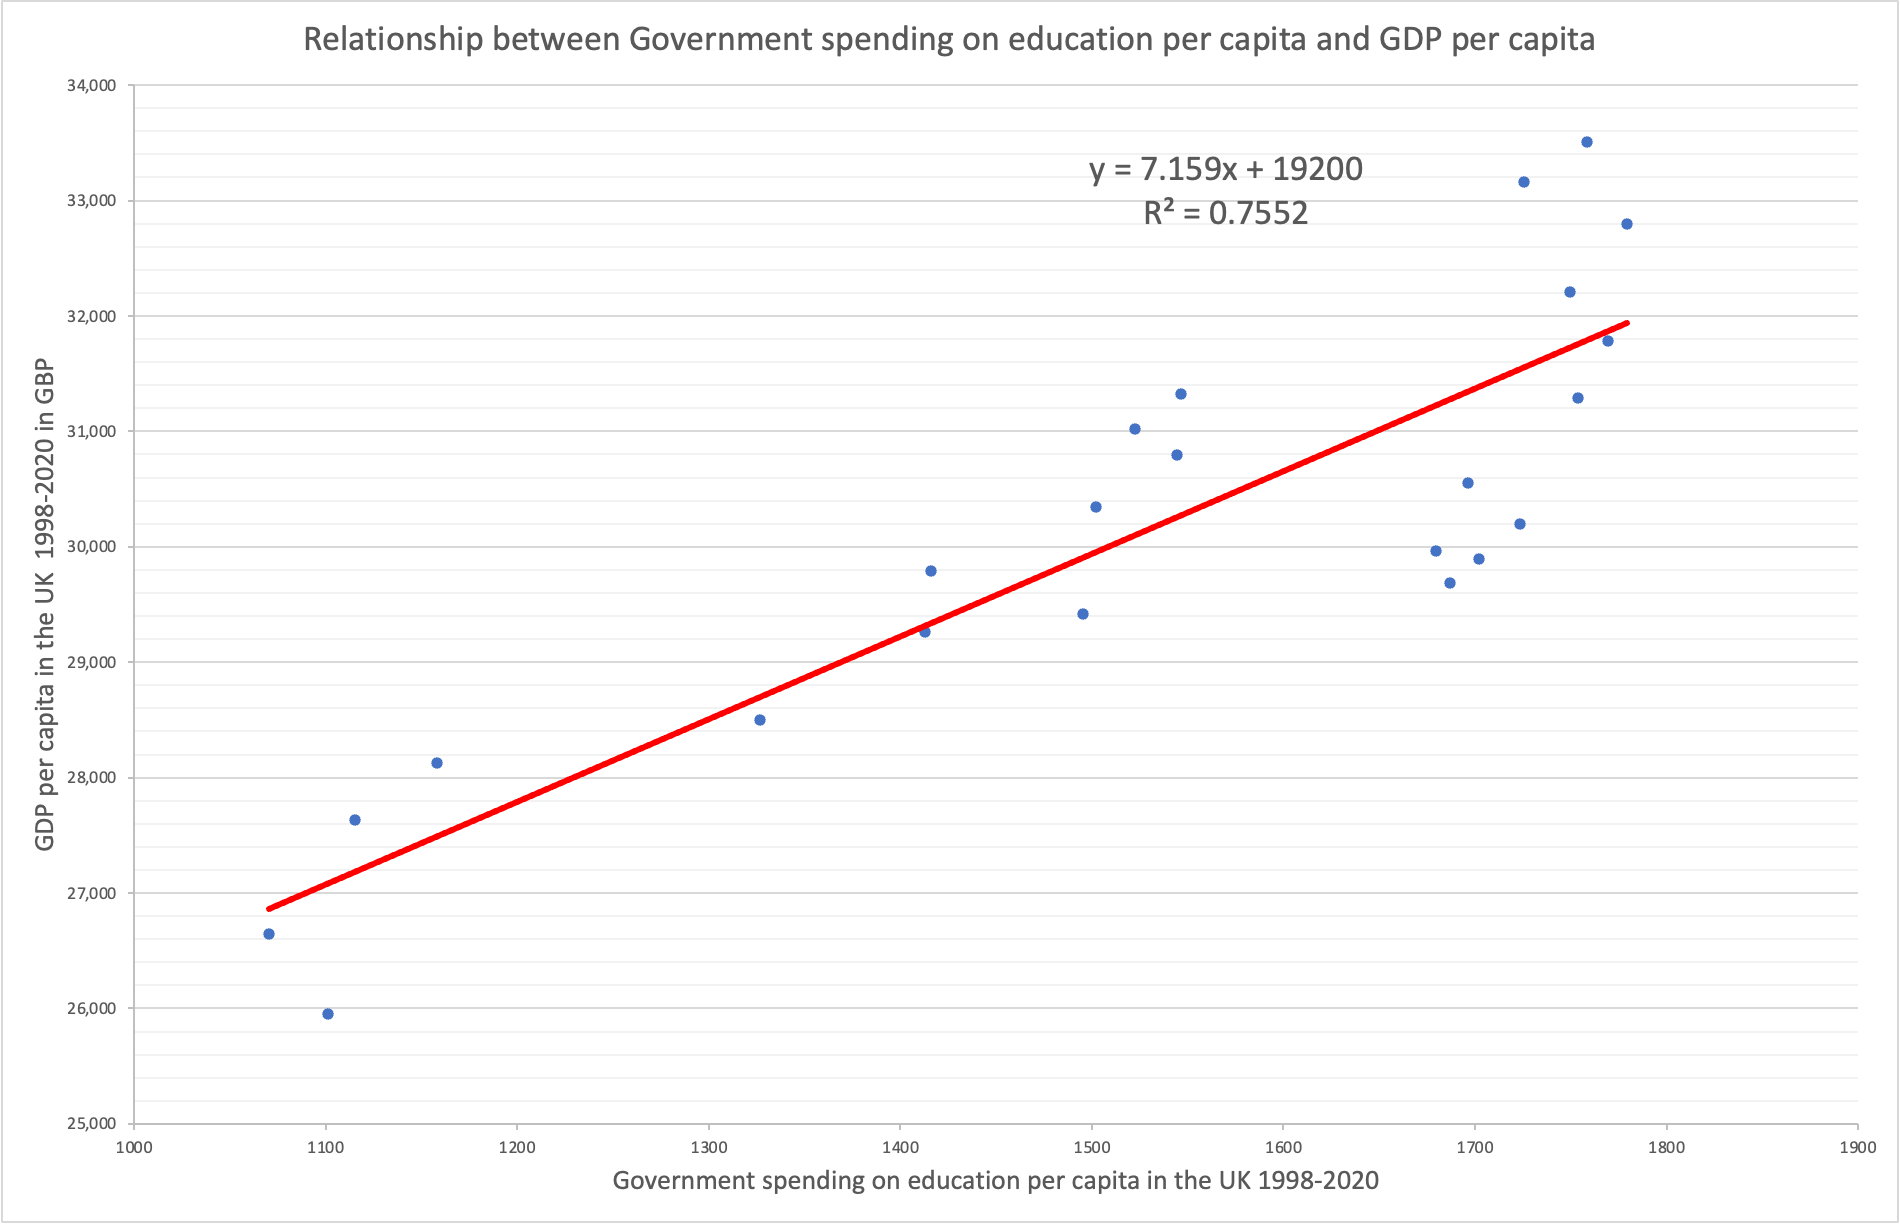 Relationship between Government spending on education per capita and GDP per capita
y = 7.159x + 19200
R² = 0.7552
GDP per capita in the UK 1998-2020 in GBP
34,000
33,000
32,000
31,000
30,000
29,000
28,000
27,000
26,000
25,000
1000 1100 1200 1300 1400 1500 1600 1700 1800 1900
Government spending on education per capita in the UK 1998-2020